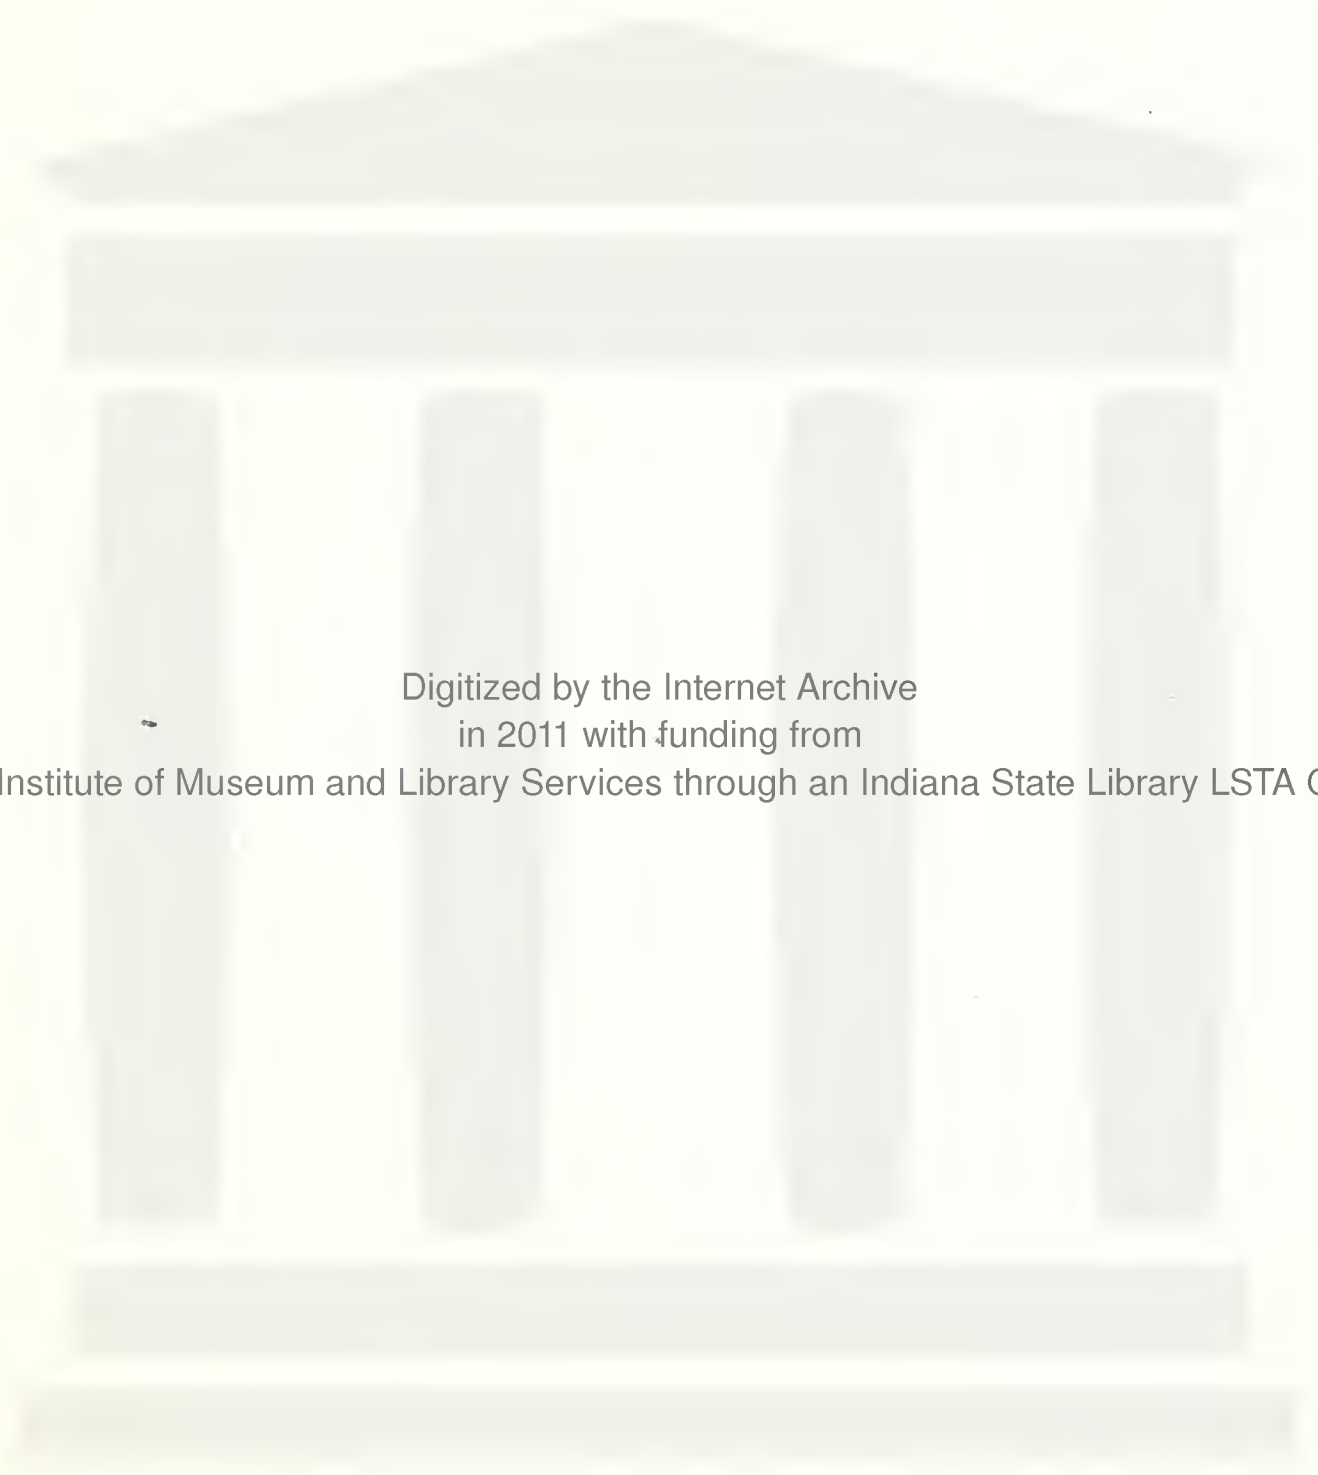 Digitized by the Internet Archive
in 2011 with funding from
Institute of Museum and Library Services through an Indiana State Library LSTA